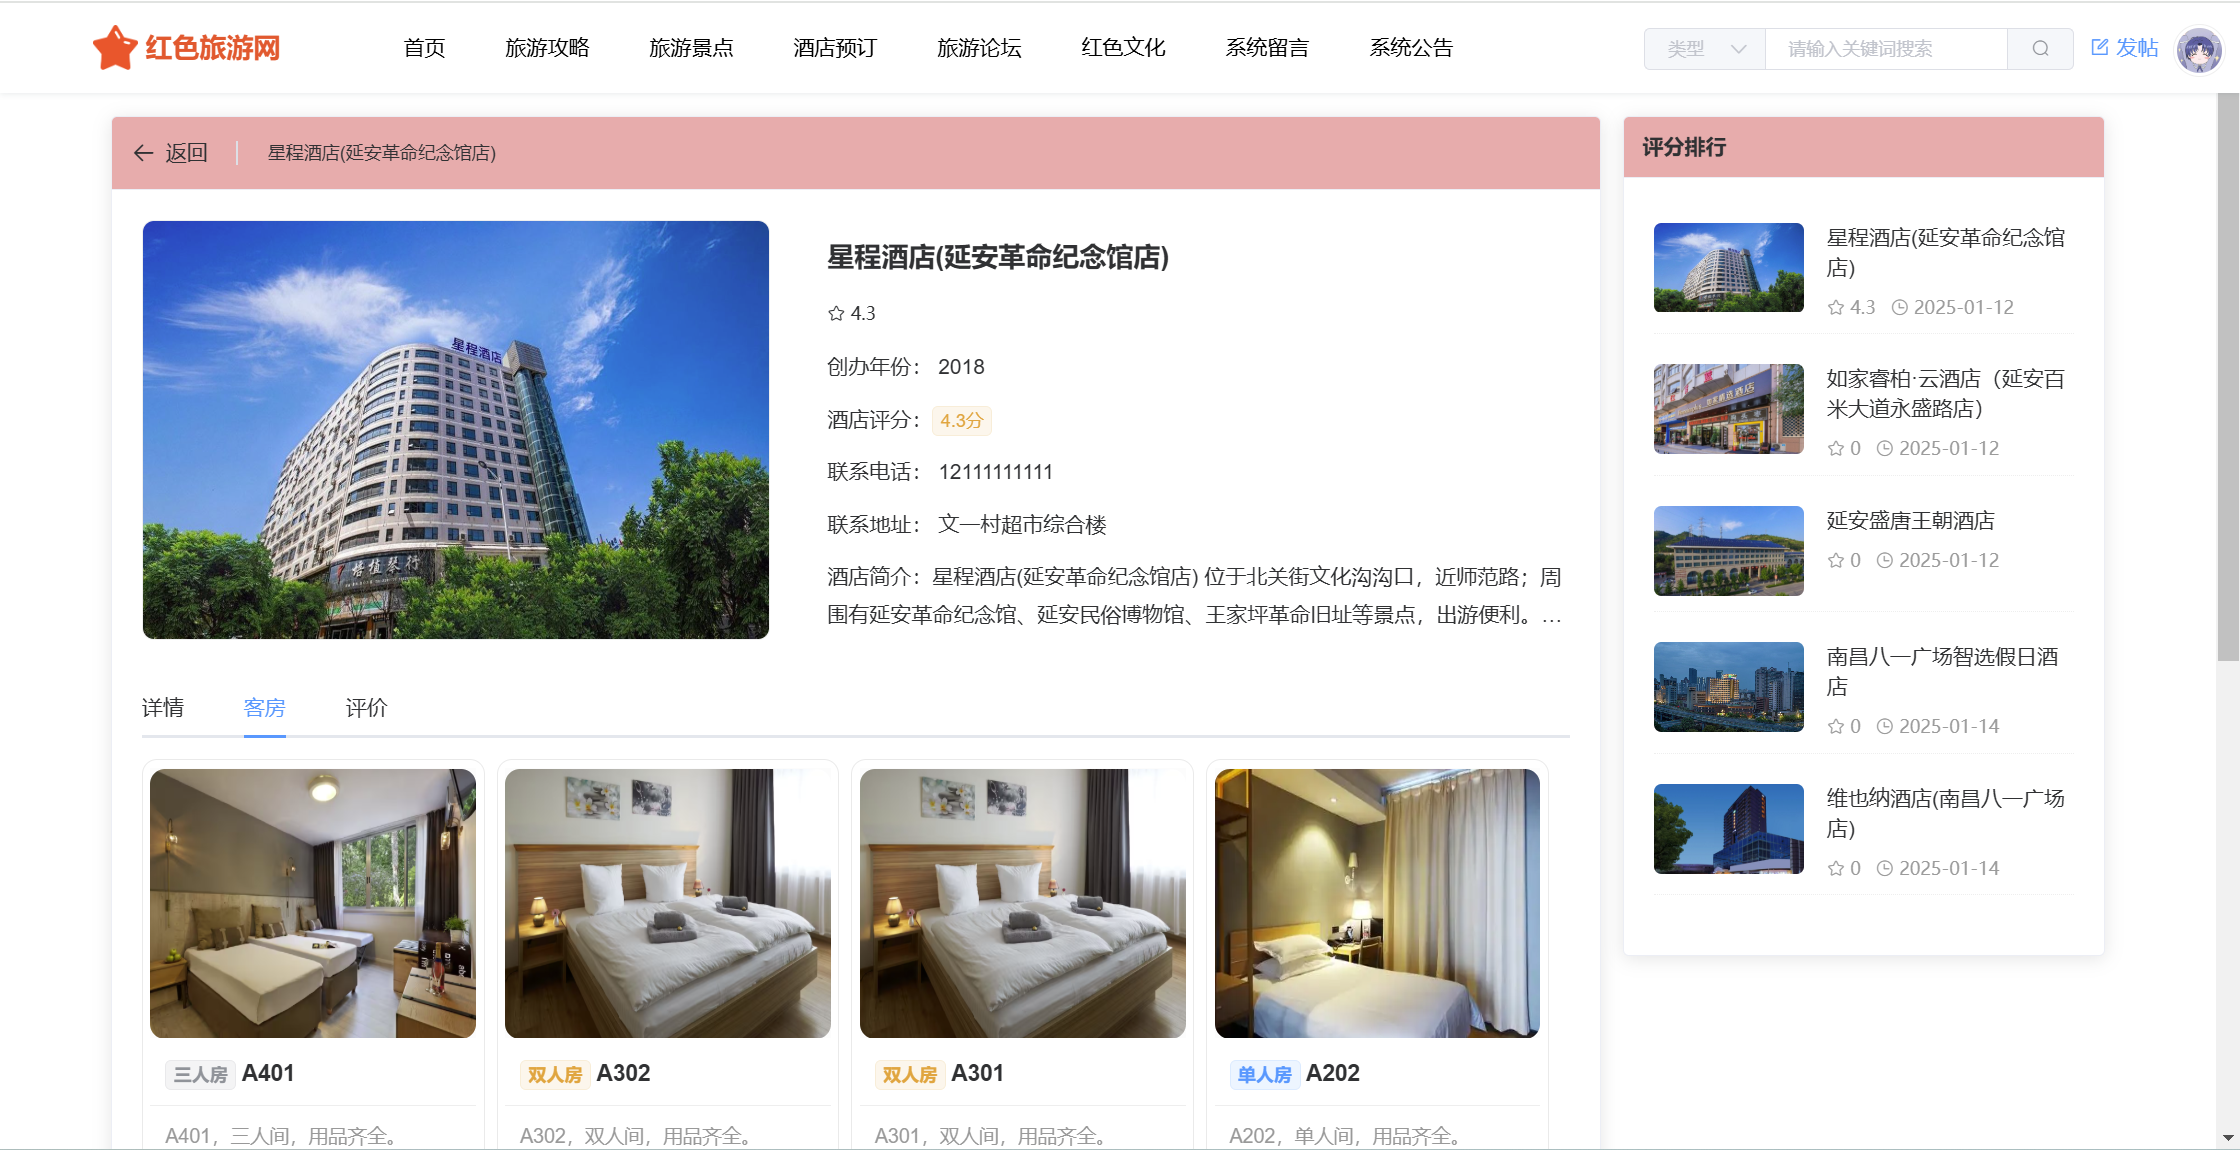 红色旅游网
首页 旅游攻略 旅游景点 酒店预订 旅游论坛 红色文化 系统留言 系统公告
类型 请输入关键词搜索 发帖
返回 星程酒店(延安革命纪念馆店)
星程酒店
培植琴行
星程酒店(延安革命纪念馆店)
4.3
创办年份： 2018
酒店评分： 4.3分
联系电话： 12111111111
联系地址： 文一村超市综合楼
酒店简介：星程酒店(延安革命纪念馆店) 位于北关街文化沟沟口，近师范路；周
围有延安革命纪念馆、延安民俗博物馆、王家坪革命旧址等景点，出游便利。…
详情 客房 评价
三人房 A401
A401，三人间，用品齐全。
双人房 A302
A302，双人间，用品齐全。
双人房 A301
A301，双人间，用品齐全。
单人房 A202
A202，单人间，用品齐全。
评分排行
星程酒店(延安革命纪念馆
店)
4.3 2025-01-12
如家睿柏·云酒店（延安百
米大道永盛路店）
0 2025-01-12
延安盛唐王朝酒店
0 2025-01-12
南昌八一广场智选假日酒
店
0 2025-01-14
维也纳酒店(南昌八一广场
店)
0 2025-01-14